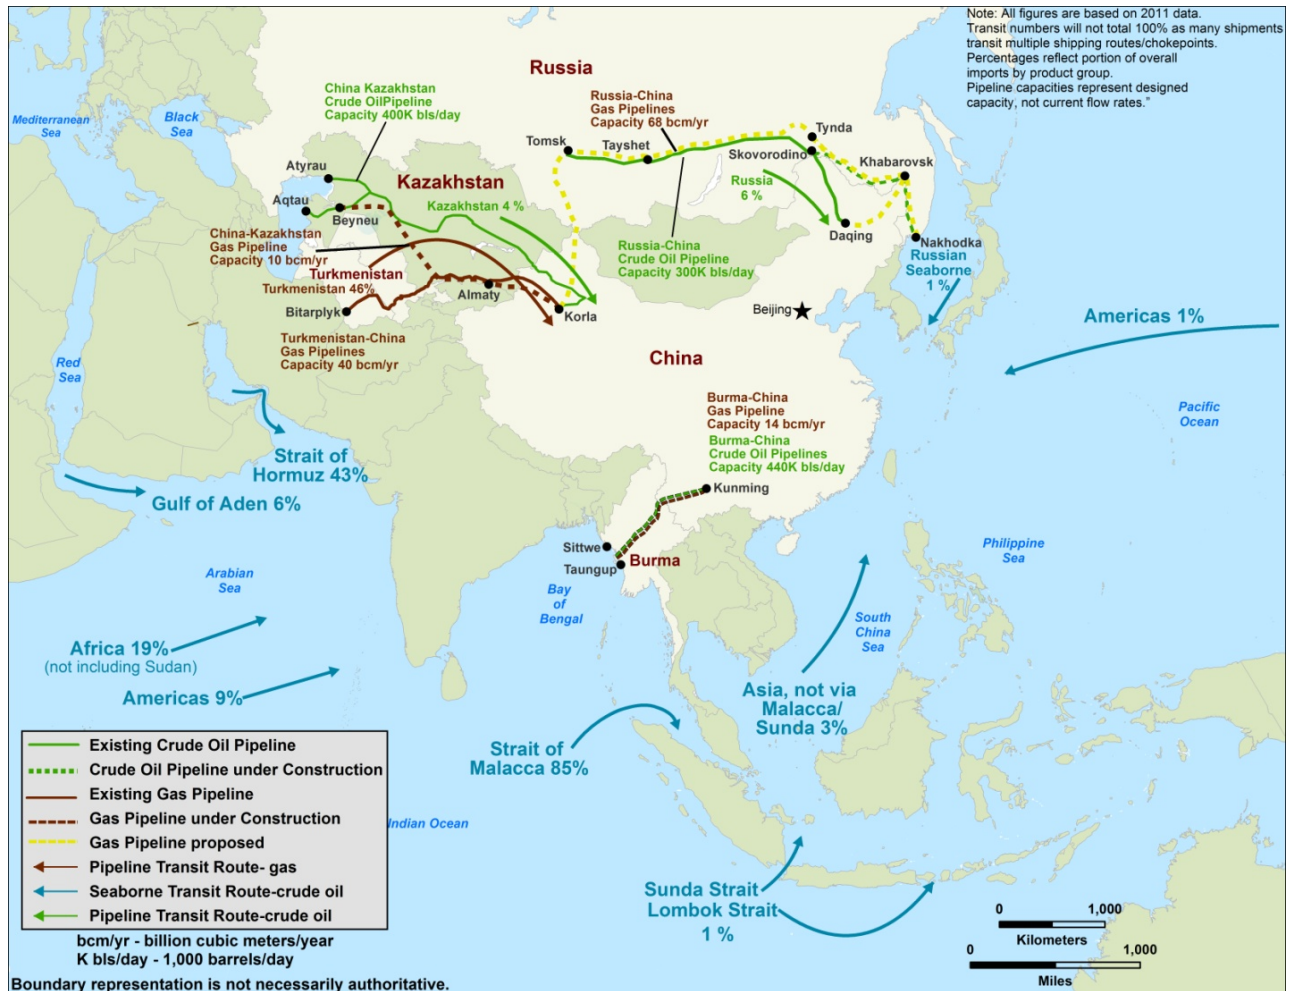 Note: All figures are based on 2011 data.
Transit numbers will not total 100% as many shipments
transit multiple shipping routes/chokepoints.
Percentages reflect portion of overall
imports by product group.
Pipeline capacities represent designed
capacity, not current flow rates."
Russia
China Kazakhstan
Crude OilPipeline
Capacity 400K bls/day
Russia-China
Gas Pipelines
Capacity 68 bcm/yr
Mediterranean
Sea
Black
Sea
Tynda
Tomsk
Tayshet
Skovorodino
Khabarovsk
Atyrau
Kazakhstan
Russia
6 %
Aqtau
Kazakhstan 4 %
Beyneu
China-Kazakhstan
Gas Pipeline
Capacity 10 bcm/yr
Daqing
Nakhodka
Russia-China
Crude Oil Pipeline
Capacity 300K bls/day
Russian
Seaborne
1 %
Turkmenistan
Turkmenistan 46%
Almaty
Bitarplyk
Korla
Beijing
Americas 1%
Turkmenistan-China
Gas Pipelines
Capacity 40 bcm/yr
China
Red
Sea
Burma-China
Gas Pipeline
Capacity 14 bcm/yr
Burma-China
Crude Oil Pipelines
Capacity 440K bls/day
Pacific
Ocean
Strait of
Hormuz 43%
Gulf of Aden 6%
Kunming
Sittwe
Taungup
Burma
Philippine
Sea
Arabian
Sea
Bay
of
Bengal
South
China
Sea
Africa 19%
(not including Sudan)
Americas 9%
Asia, not via
Malacca/
Sunda 3%
Strait of
Malacca 85%
Existing Crude Oil Pipeline
Crude Oil Pipeline under Construction
Existing Gas Pipeline
Gas Pipeline under Construction
Gas Pipeline proposed
Pipeline Transit Route- gas
Seaborne Transit Route-crude oil
Pipeline Transit Route-crude oil
Indian Ocean
Sunda Strait
Lombok Strait
1 %
bcm/yr - billion cubic meters/year
K bls/day - 1,000 barrels/day
0 1,000
Kilometers
0 1,000
Miles
Boundary representation is not necessarily authoritative.